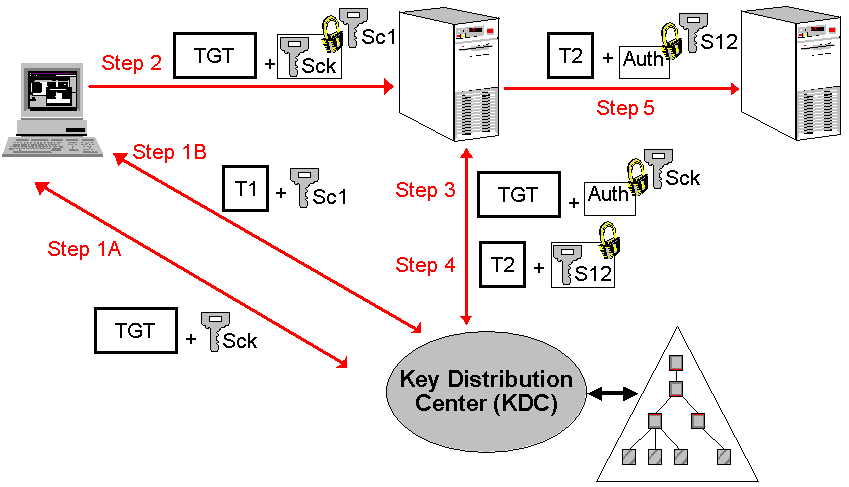 Step 2
TGT
+
Sck
Sc1
T2
+
Auth
S12
Step 5
Step 1B
T1
+
Sc1
Step 3
TGT
+
Auth
Sck
Step 1A
Step 4
T2
+
S12
TGT
+
Sck
Key Distribution
Center (KDC)